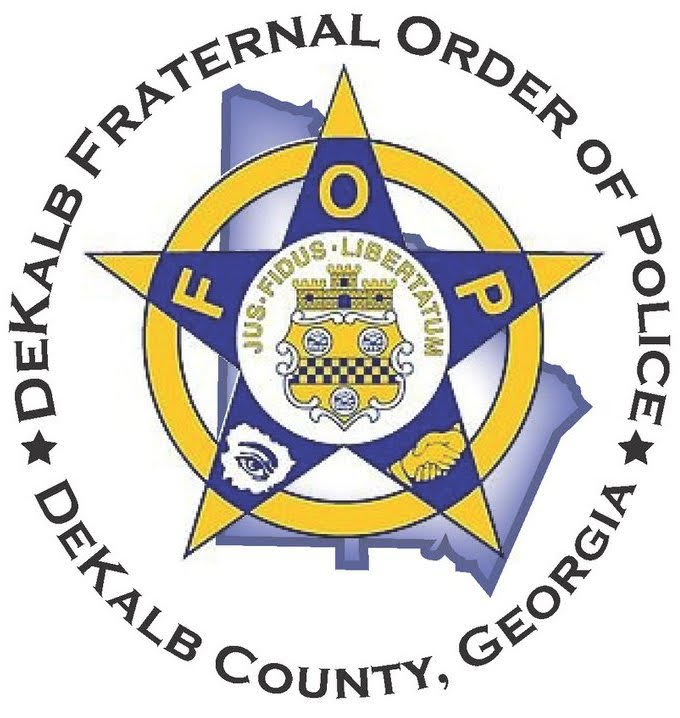 DEKALB FRATERNAL ORDER OF POLICE
F O P
JUS · FIDUS · LIBERTATUM
DEKALB COUNTY, GEORGIA